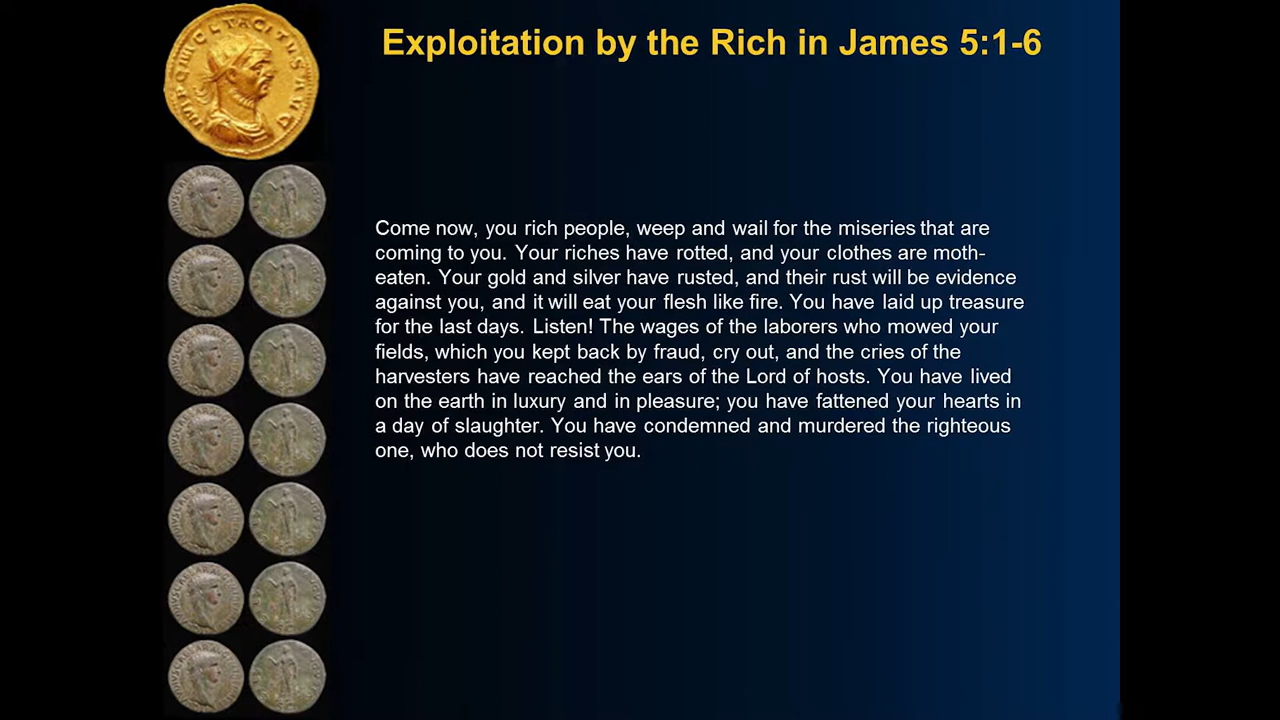 IMP C M CL TACITUS AVG
Exploitation by the Rich in James 5:1-6
Come now, you rich people, weep and wail for the miseries that are
coming to you. Your riches have rotted, and your clothes are moth-
eaten. Your gold and silver have rusted, and their rust will be evidence
against you, and it will eat your flesh like fire. You have laid up treasure
for the last days. Listen! The wages of the laborers who mowed your
fields, which you kept back by fraud, cry out, and the cries of the
harvesters have reached the ears of the Lord of hosts. You have lived
on the earth in luxury and in pleasure; you have fattened your hearts in
a day of slaughter. You have condemned and murdered the righteous
one, who does not resist you.